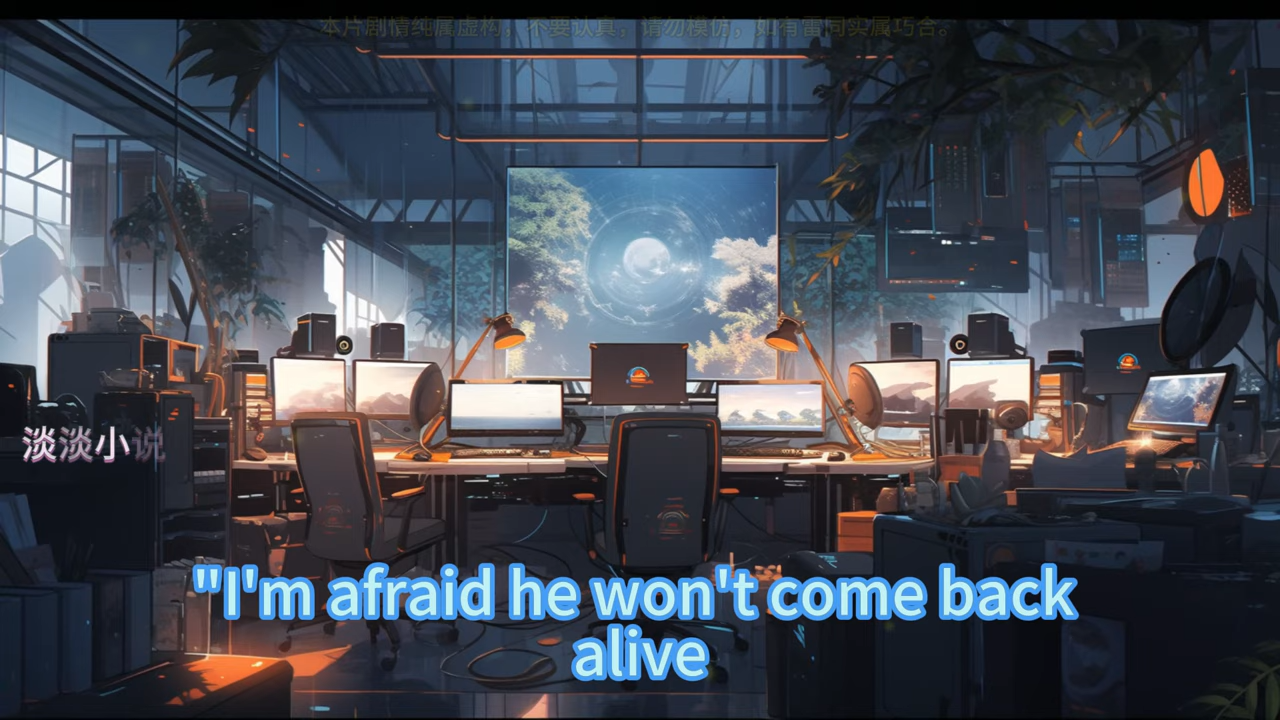 本片剧情纯属虚构，不要认真，请勿模仿，如有雷同实属巧合。
淡淡小说
"I'm afraid he won't come back
alive